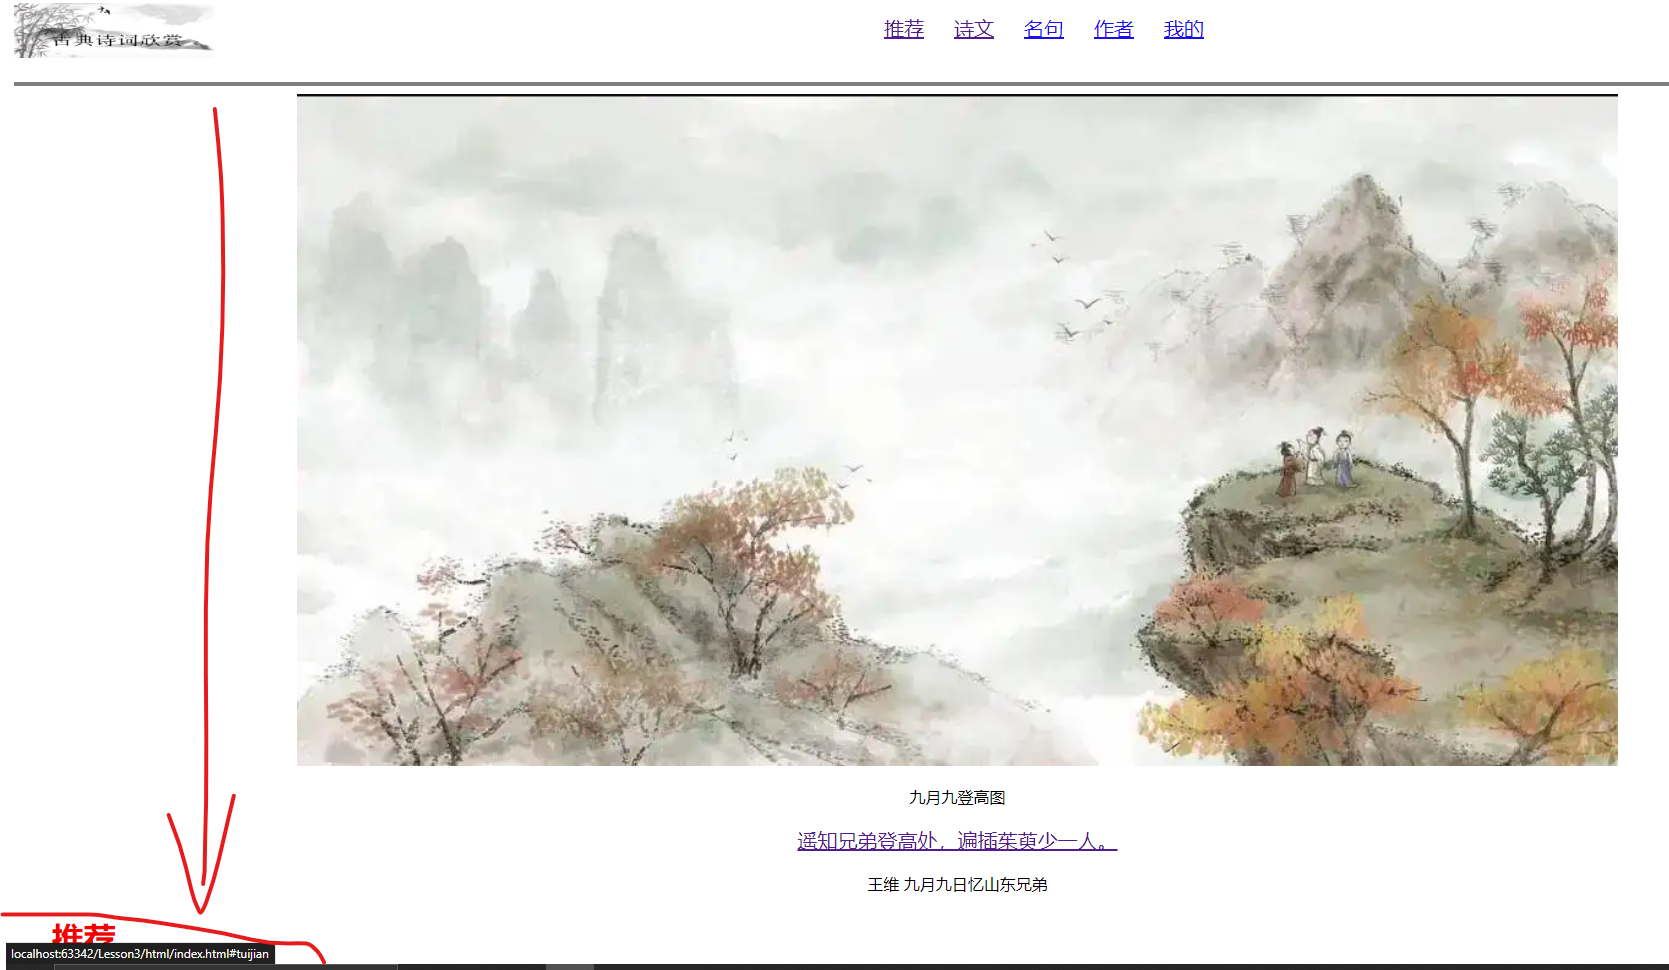 古典诗词欣赏
推荐 诗文 名句 作者 我的
九月九登高图
遥知兄弟登高处，遍插茱萸少一人。
王维 九月九日忆山东兄弟
推荐
localhost:63342/Lesson3/html/index.html#tuijian